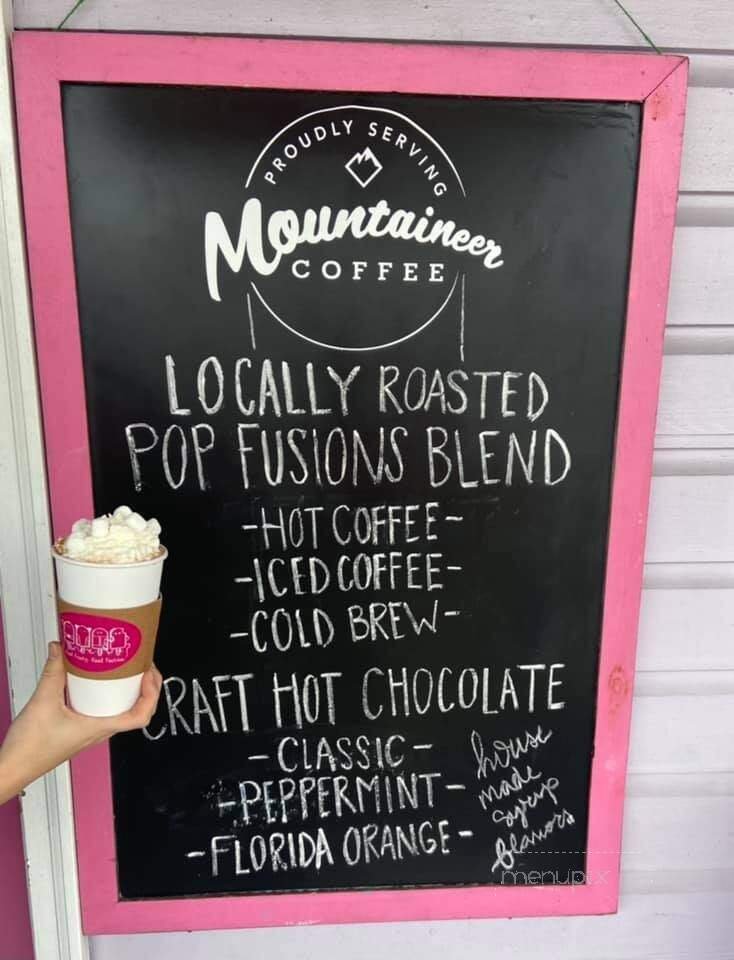 PROUDLY SERVING
Mountaineer
COFFEE
LOCALLY ROASTED
POP FUSIONS BLEND
-HOT COFFEE-
-ICED COFFEE-
-COLD BREW-
CRAFT HOT CHOCOLATE
-CLASSIC-
-PEPPERMINT-
-FLORIDA ORANGE-
house
made
syrup
flavors
menupix